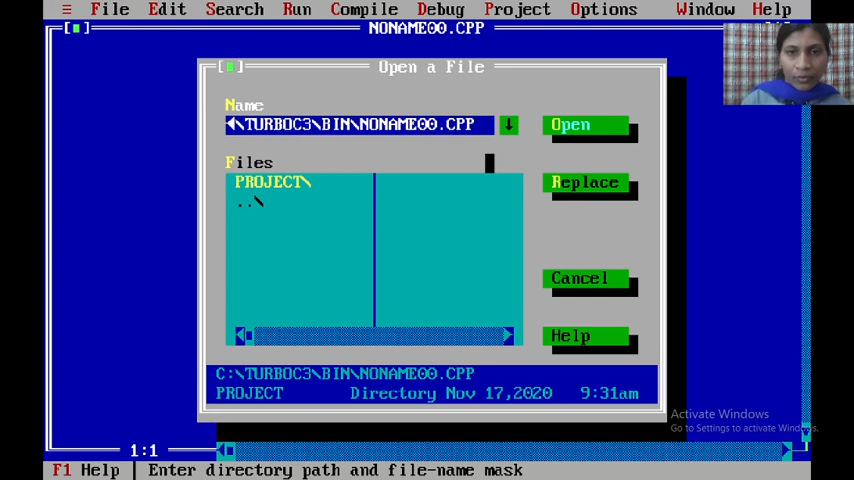 ≡ File Edit Search Run Compile Debug Project Options Window Help
[■] NONAME00.CPP
[■] Open a File
Name
◄\TURBOC3\BIN\NONAME00.CPP ↓ Open
Files
PROJECT\ Replace
..\
Cancel
Help
C:\TURBOC3\BIN\NONAME00.CPP
PROJECT Directory Nov 17,2020 9:31am
Activate Windows
Go to Settings to activate Windows.
1:1
F1 Help Enter directory path and file-name mask